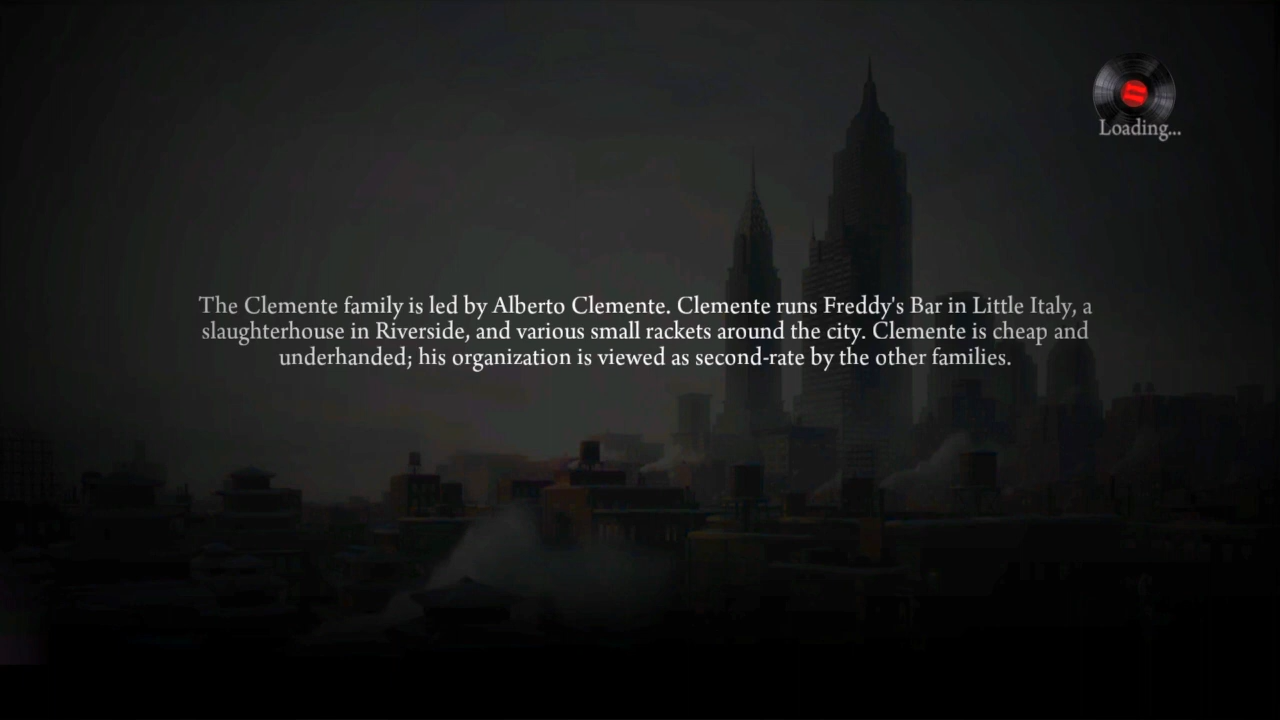 Loading...
The Clemente family is led by Alberto Clemente. Clemente runs Freddy's Bar in Little Italy, a
slaughterhouse in Riverside, and various small rackets around the city. Clemente is cheap and
underhanded; his organization is viewed as second-rate by the other families.